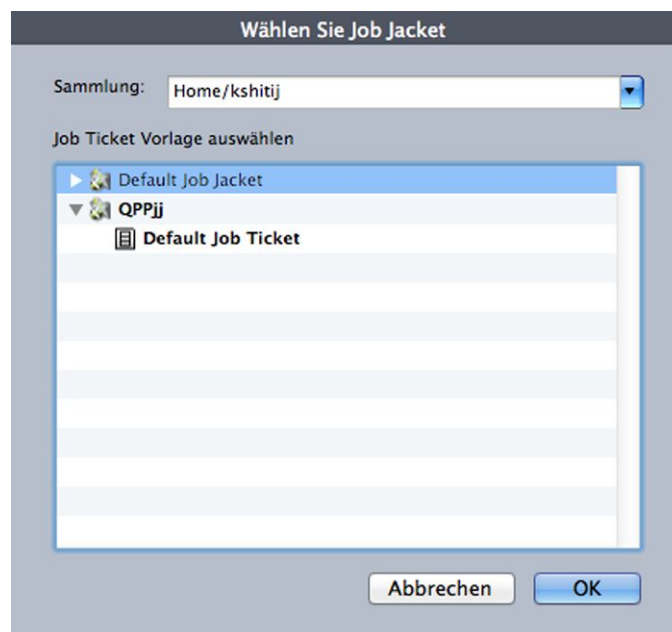 Wählen Sie Job Jacket
Sammlung: Home/kshitij
Job Ticket Vorlage auswählen
Default Job Jacket
QPPjj
Default Job Ticket
Abbrechen OK